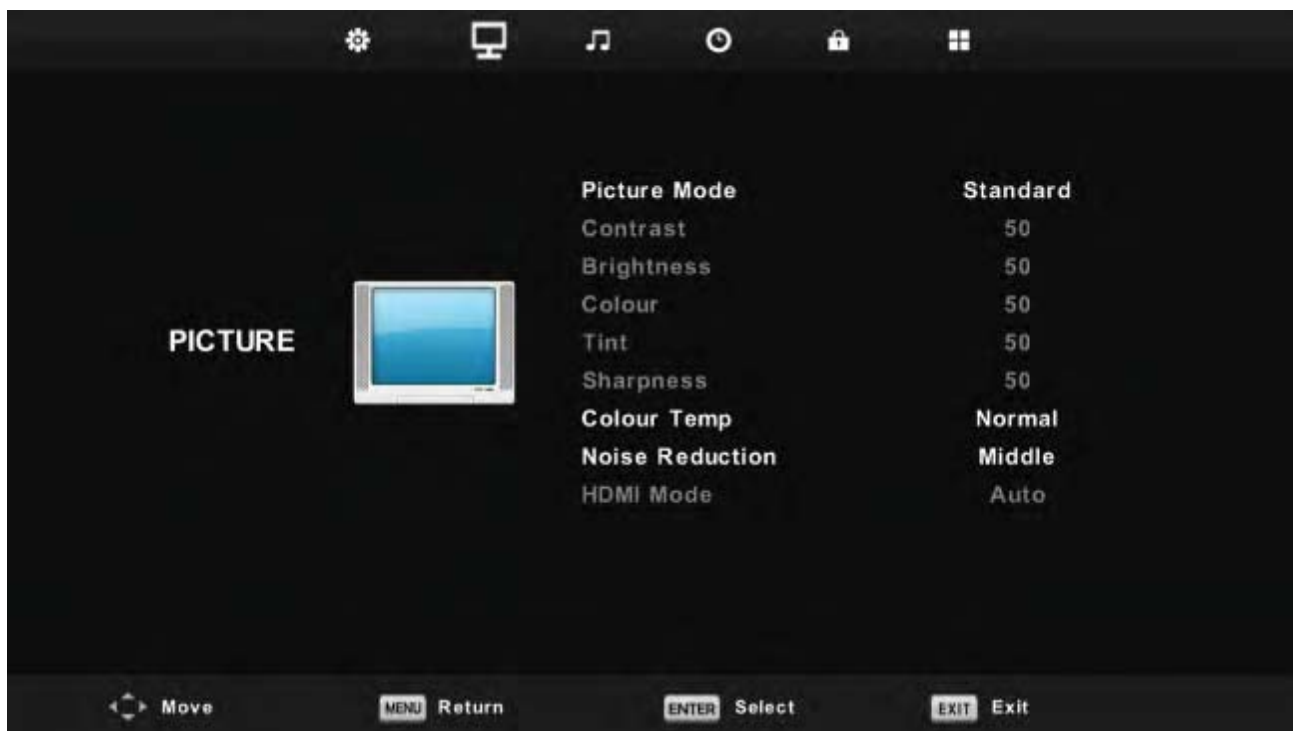 Picture Mode Standard
Contrast 50
Brightness 50
Colour 50
PICTURE
Tint 50
Sharpness 50
Colour Temp Normal
Noise Reduction Middle
HDMI Mode Auto
Move MENU Return ENTER Select EXIT Exit